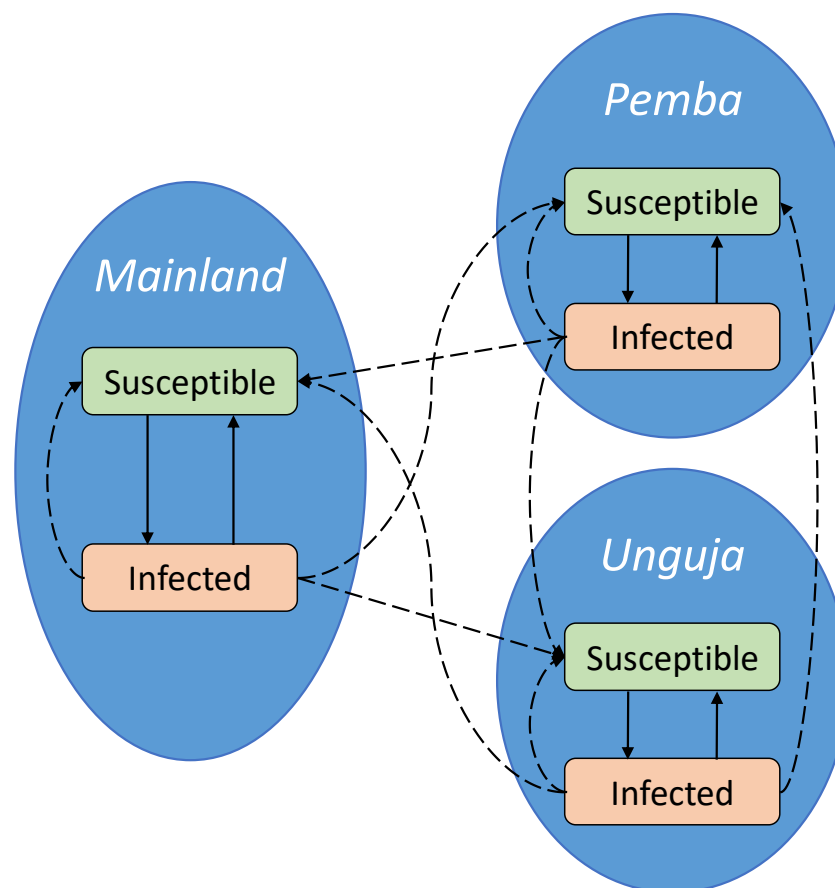 Mainland
Susceptible
Infected
Pemba
Susceptible
Infected
Unguja
Susceptible
Infected